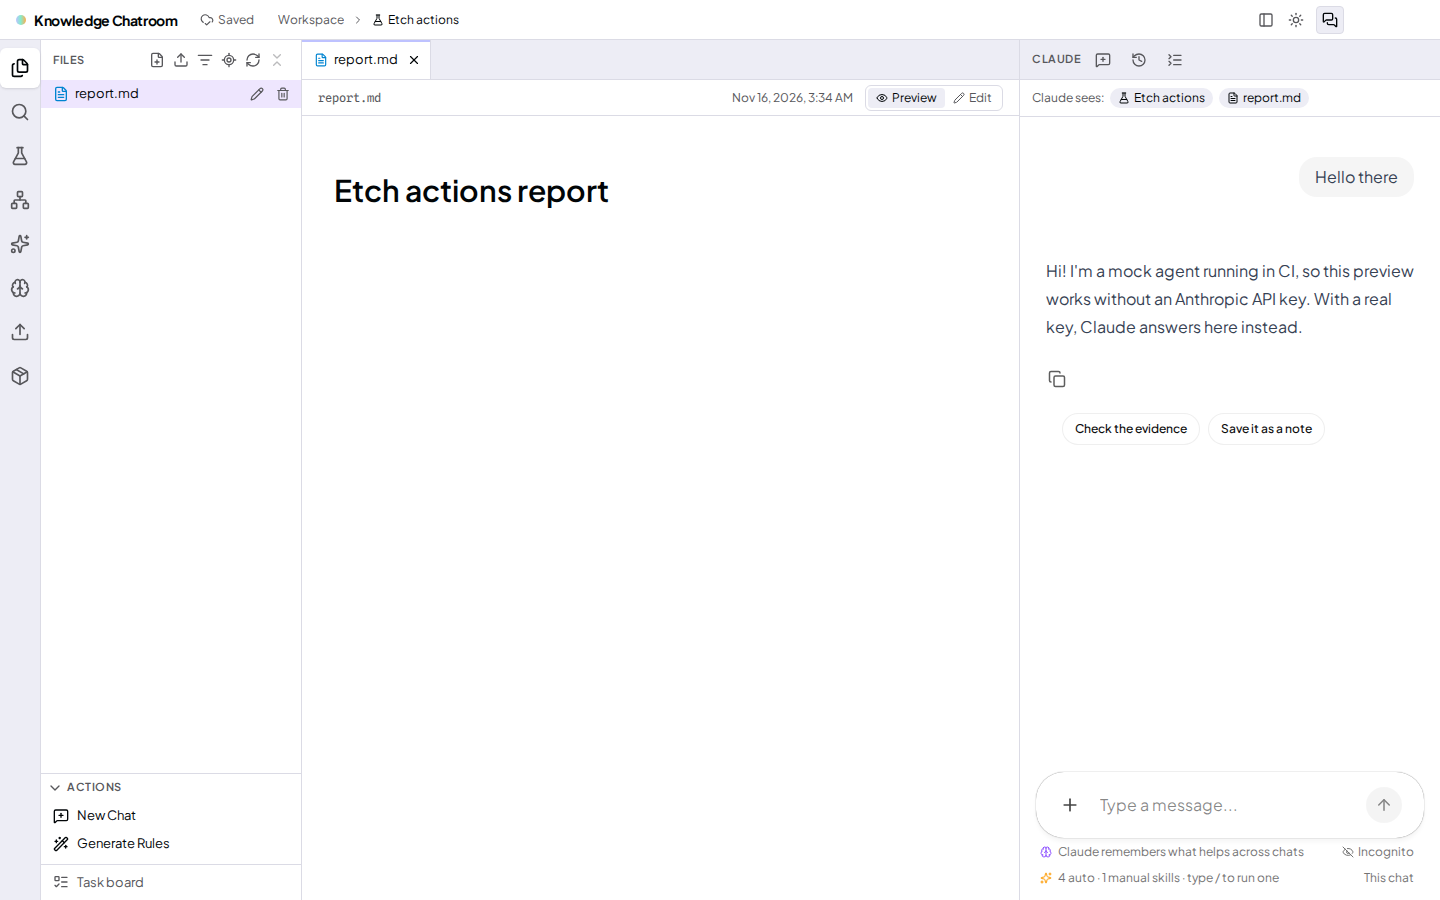 Knowledge Chatroom
Saved
Workspace
Etch actions
FILES
report.md
ACTIONS
New Chat
Generate Rules
Task board
report.md
report.md
Nov 16, 2026, 3:34 AM
Preview
Edit
Etch actions report
CLAUDE
Claude sees:
Etch actions
report.md
Hello there
Hi! I'm a mock agent running in CI, so this preview
works without an Anthropic API key. With a real
key, Claude answers here instead.
Check the evidence
Save it as a note
Type a message...
Claude remembers what helps across chats
Incognito
4 auto · 1 manual skills · type / to run one
This chat